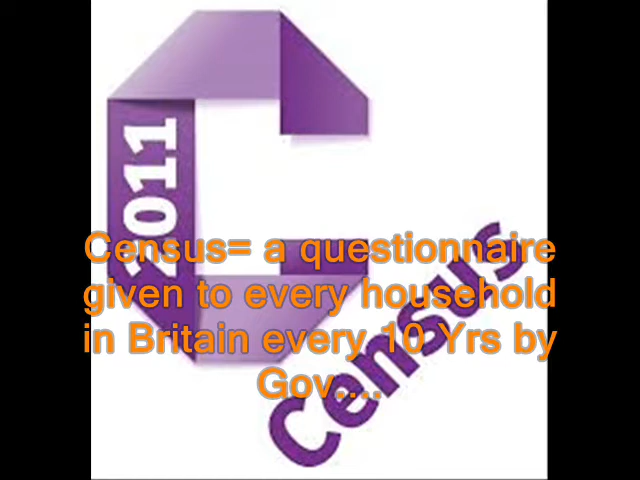 2011
Census= a questionnaire
given to every household
in Britain every 10 Yrs by
Gov....
Census